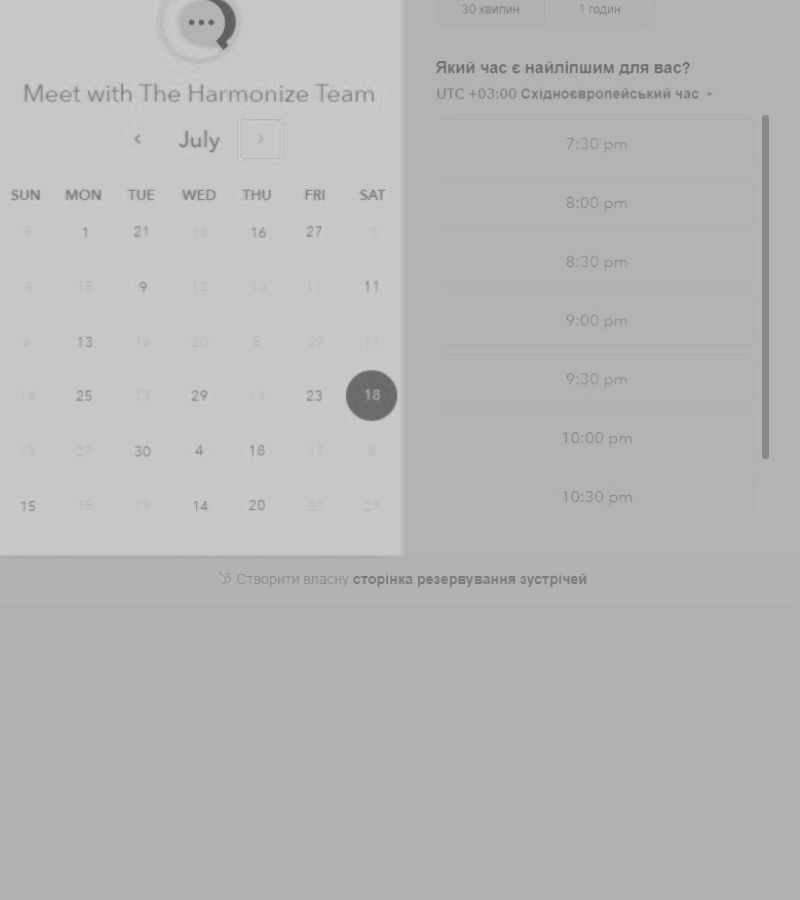 Meet with The Harmonize Team
July
SUN MON TUE WED THU FRI SAT
9 1 21 18 16 27 3
3 15 9 12 10 11 11
6 13 16 20 5 29 11
14 25 23 29 19 23 18
19 27 30 4 18 17 4
15 15 19 14 20 30 27
30 хвилин 1 годин
Який час є найліпшим для вас?
UTC +03:00 Східноєвропейський час
7:30 pm
8:00 pm
8:30 pm
9:00 pm
9:30 pm
10:00 pm
10:30 pm
Створити власну сторінка резервування зустрічей